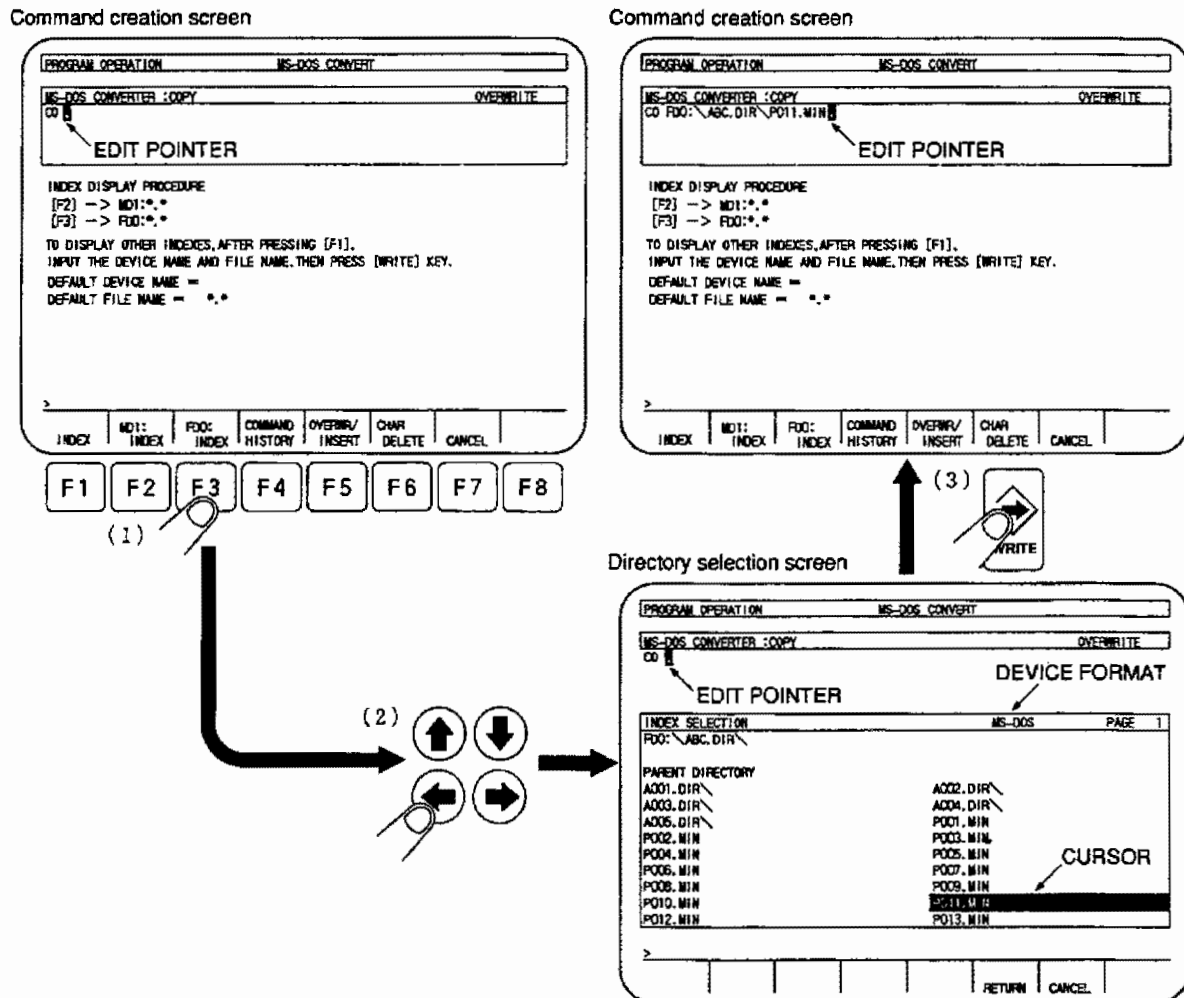 Command creation screen
PROGRAM OPERATION MS-DOS CONVERT
MS-DOS CONVERTER :COPY OVERWRITE
CO
EDIT POINTER
INDEX DISPLAY PROCEDURE
[F2] —> MD1:*.*
[F3] —> FD0:*.*
TO DISPLAY OTHER INDEXES,AFTER PRESSING [F1],
INPUT THE DEVICE NAME AND FILE NAME,THEN PRESS [WRITE] KEY.
DEFAULT DEVICE NAME =
DEFAULT FILE NAME = *.*
>
INDEX MD1: INDEX FD0: INDEX COMMAND HISTORY OVERWR/ INSERT CHAR DELETE CANCEL
F1 F2 F3 F4 F5 F6 F7 F8
(1)
(2)
Command creation screen
PROGRAM OPERATION MS-DOS CONVERT
MS-DOS CONVERTER :COPY OVERWRITE
CO FD0:\ABC.DIR\P011.MIN
EDIT POINTER
INDEX DISPLAY PROCEDURE
[F2] —> MD1:*.*
[F3] —> FD0:*.*
TO DISPLAY OTHER INDEXES,AFTER PRESSING [F1],
INPUT THE DEVICE NAME AND FILE NAME,THEN PRESS [WRITE] KEY.
DEFAULT DEVICE NAME =
DEFAULT FILE NAME = *.*
>
INDEX MD1: INDEX FD0: INDEX COMMAND HISTORY OVERWR/ INSERT CHAR DELETE CANCEL
(3)
WRITE
Directory selection screen
PROGRAM OPERATION MS-DOS CONVERT
MS-DOS CONVERTER :COPY OVERWRITE
CO
EDIT POINTER
DEVICE FORMAT
INDEX SELECTION MS-DOS PAGE 1
FD0:\ABC.DIR\
PARENT DIRECTORY
A001.DIR\ A002.DIR\
A003.DIR\ A004.DIR\
A005.DIR\ P001.MIN
P002.MIN P003.MIN
P004.MIN P005.MIN
P006.MIN P007.MIN
P008.MIN P009.MIN
P010.MIN P011.MIN
P012.MIN P013.MIN
CURSOR
>
RETURN CANCEL